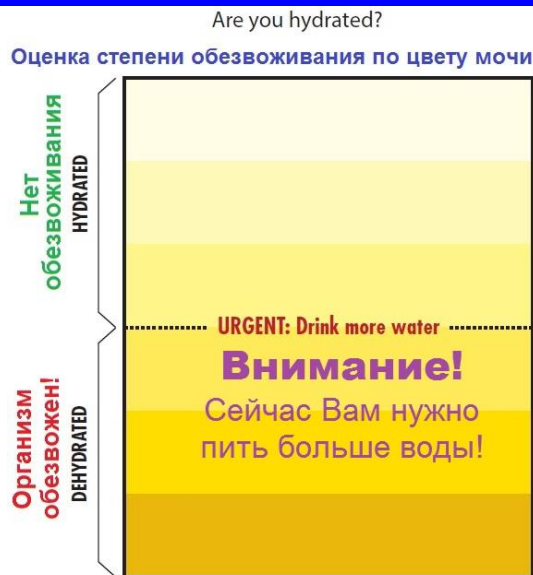 Are you hydrated?
Оценка степени обезвоживания по цвету мочи
Нет
обезвоживания
HYDRATED
URGENT: Drink more water
Внимание!
Сейчас Вам нужно
пить больше воды!
Организм
обезвожен!
DEHYDRATED